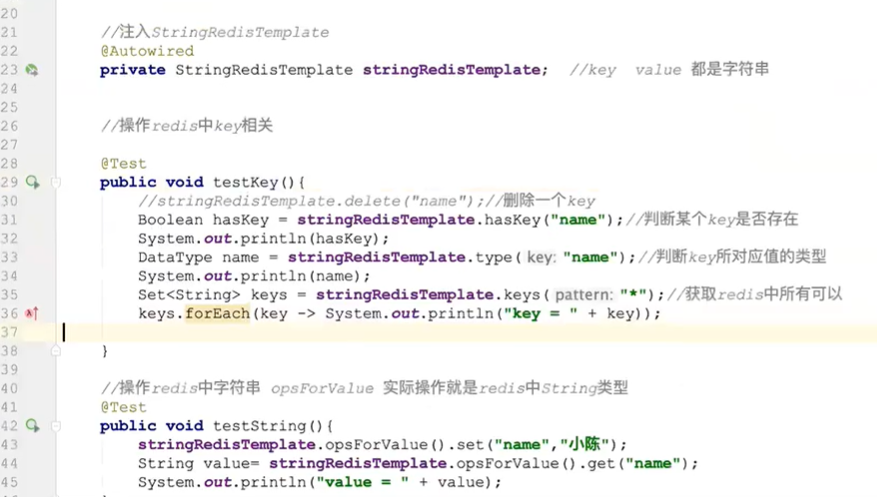 20
21 //注入StringRedisTemplate
22 @Autowired
23 private StringRedisTemplate stringRedisTemplate; //key value 都是字符串
24
25
26 //操作redis中key相关
27
28 @Test
29 public void testKey(){
30 //stringRedisTemplate.delete("name");//删除一个key
31 Boolean hasKey = stringRedisTemplate.hasKey("name");//判断某个key是否存在
32 System.out.println(hasKey);
33 DataType name = stringRedisTemplate.type( key: "name");//判断key所对应值的类型
34 System.out.println(name);
35 Set<String> keys = stringRedisTemplate.keys( pattern: "*");//获取redis中所有可以
36 keys.forEach(key -> System.out.println("key = " + key));
37
38 }
39
40 //操作redis中字符串 opsForValue 实际操作就是redis中String类型
41 @Test
42 public void testString(){
43 stringRedisTemplate.opsForValue().set("name","小陈");
44 String value= stringRedisTemplate.opsForValue().get("name");
45 System.out.println("value = " + value);